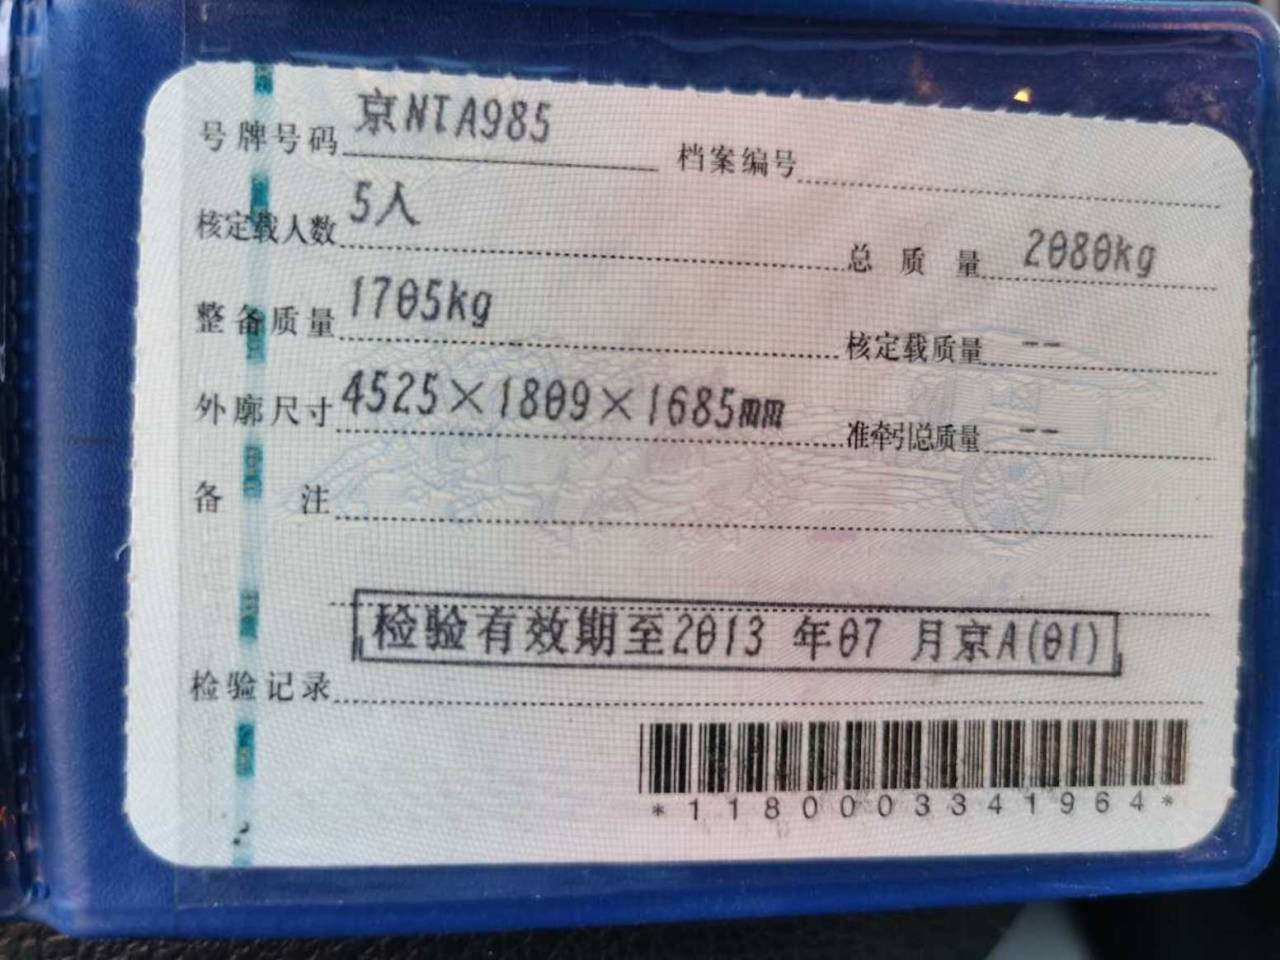 号牌号码 京NTA985 档案编号
核定载人数 5人 总质量 2080kg
整备质量 1705kg 核定载质量 --
外廓尺寸 4525×1809×1685mm 准牵引总质量 --
备注
检验有效期至2013 年07 月京A(01)
检验记录
*1180003341964*